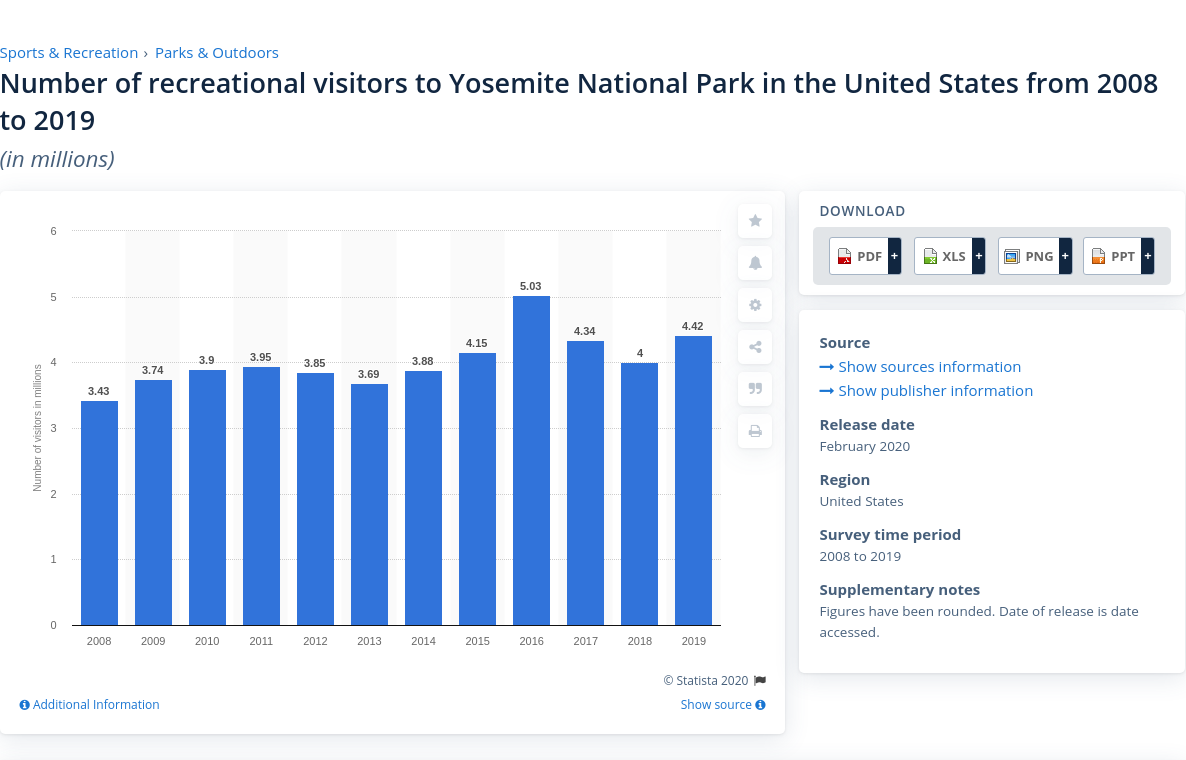 Sports & Recreation › Parks & Outdoors
Number of recreational visitors to Yosemite National Park in the United States from 2008
to 2019
(in millions)
Number of visitors in millions
6
5
4
3
2
1
0
3.43
3.74
3.9
3.95
3.85
3.69
3.88
4.15
5.03
4.34
4
4.42
2008 2009 2010 2011 2012 2013 2014 2015 2016 2017 2018 2019
© Statista 2020
Additional Information
Show source
DOWNLOAD
PDF + XLS + PNG + PPT +
Source
Show sources information
Show publisher information
Release date
February 2020
Region
United States
Survey time period
2008 to 2019
Supplementary notes
Figures have been rounded. Date of release is date
accessed.